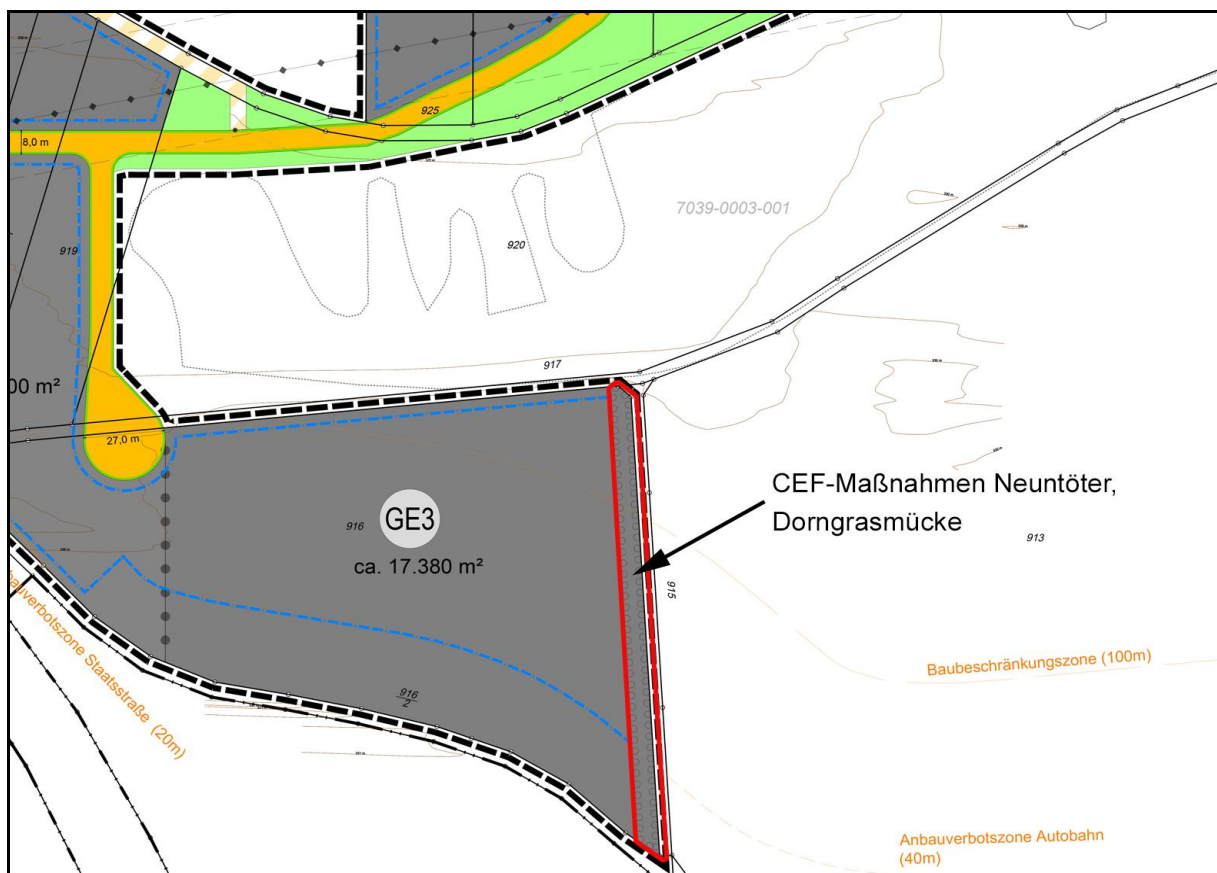 925
8,0 m
7039-0003-001
919
920
917
00 m²
27,0 m
CEF-Maßnahmen Neuntöter,
Dorngrasmücke
916
GE3
ca. 17.380 m²
913
915
bauverbotszone Staatsstraße (20m)
Baubeschränkungszone (100m)
916
2
Anbauverbotszone Autobahn
(40m)